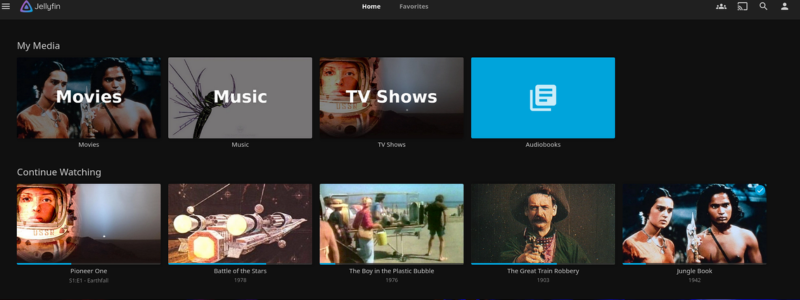 Jellyfin
Home Favorites
My Media
Movies Music TV Shows
Movies Music TV Shows Audiobooks
Continue Watching
Pioneer One Battle of the Stars The Boy in the Plastic Bubble The Great Train Robbery Jungle Book
S1:E1 - Earthfall 1978 1976 1903 1942